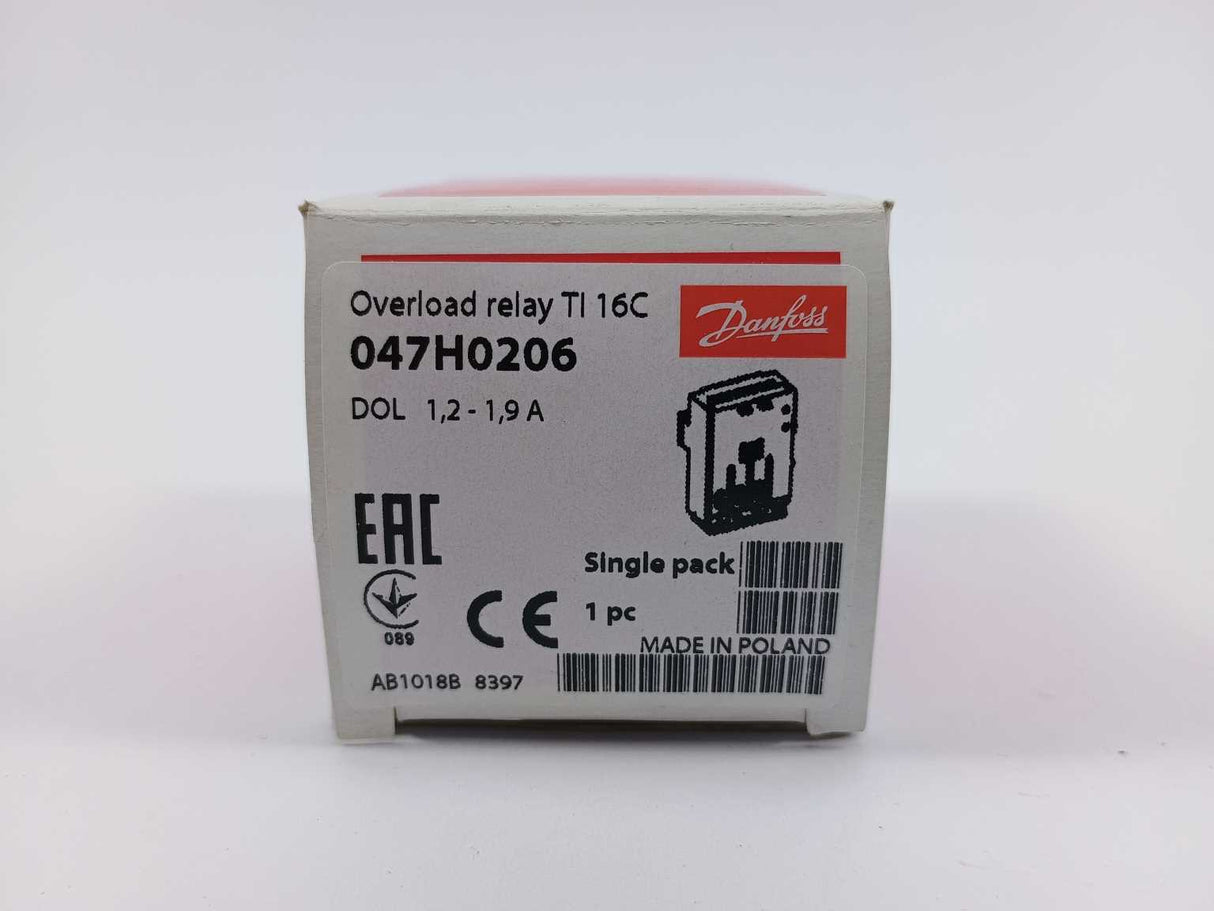 Overload relay TI 16C
Danfoss
047H0206
DOL 1,2 - 1,9 A
EAC
Single pack
089
CE
1 pc
MADE IN POLAND
AB1018B 8397